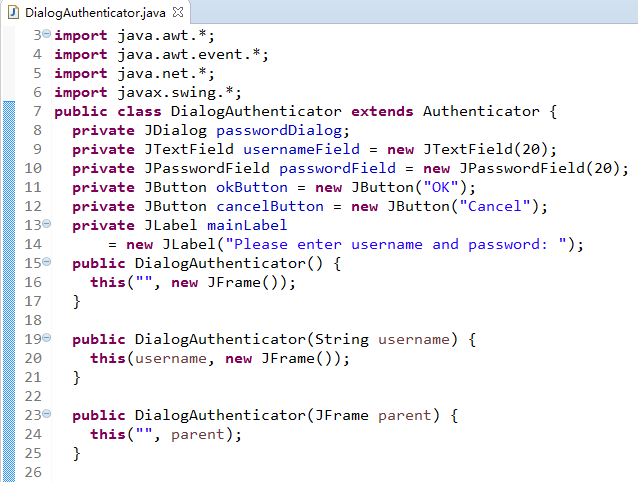 DialogAuthenticator.java
3 import java.awt.*;
4 import java.awt.event.*;
5 import java.net.*;
6 import javax.swing.*;
7 public class DialogAuthenticator extends Authenticator {
8   private JDialog passwordDialog;
9   private JTextField usernameField = new JTextField(20);
10   private JPasswordField passwordField = new JPasswordField(20);
11   private JButton okButton = new JButton("OK");
12   private JButton cancelButton = new JButton("Cancel");
13   private JLabel mainLabel
14       = new JLabel("Please enter username and password: ");
15   public DialogAuthenticator() {
16     this("", new JFrame());
17   }
18
19   public DialogAuthenticator(String username) {
20     this(username, new JFrame());
21   }
22
23   public DialogAuthenticator(JFrame parent) {
24     this("", parent);
25   }
26